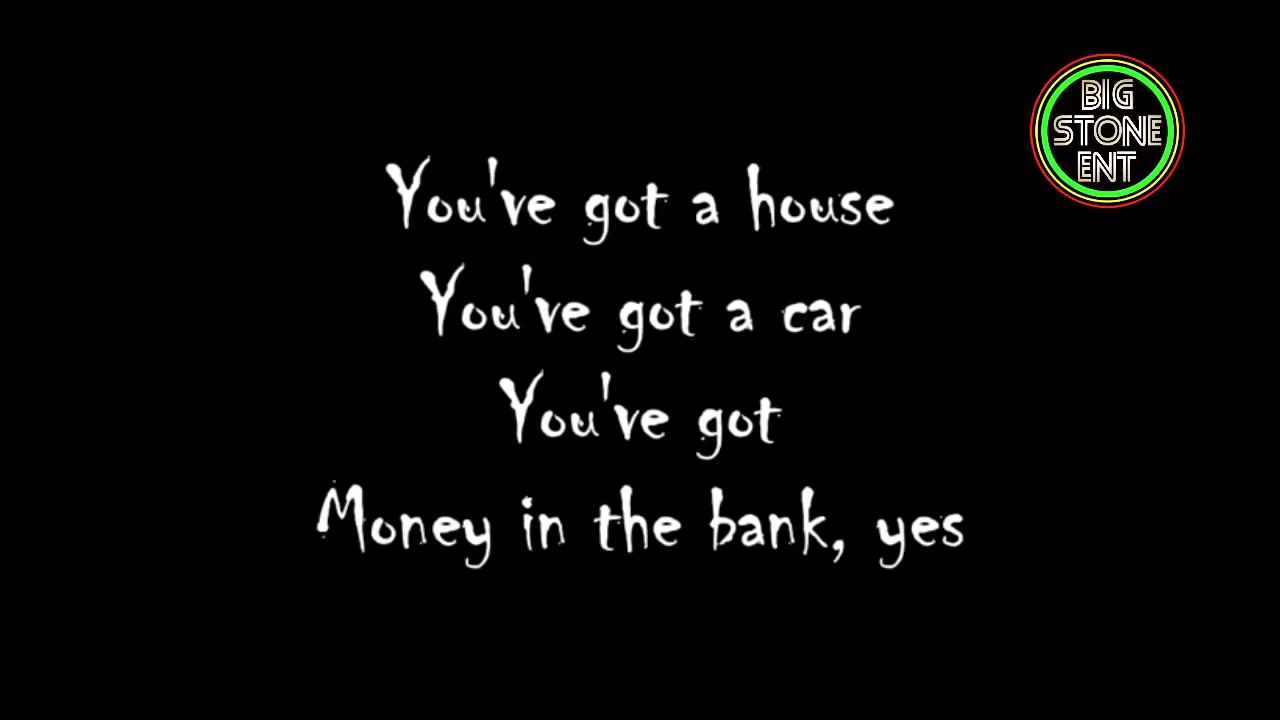 BIG
STONE
ENT
You've got a house
You've got a car
You've got
Money in the bank, yes